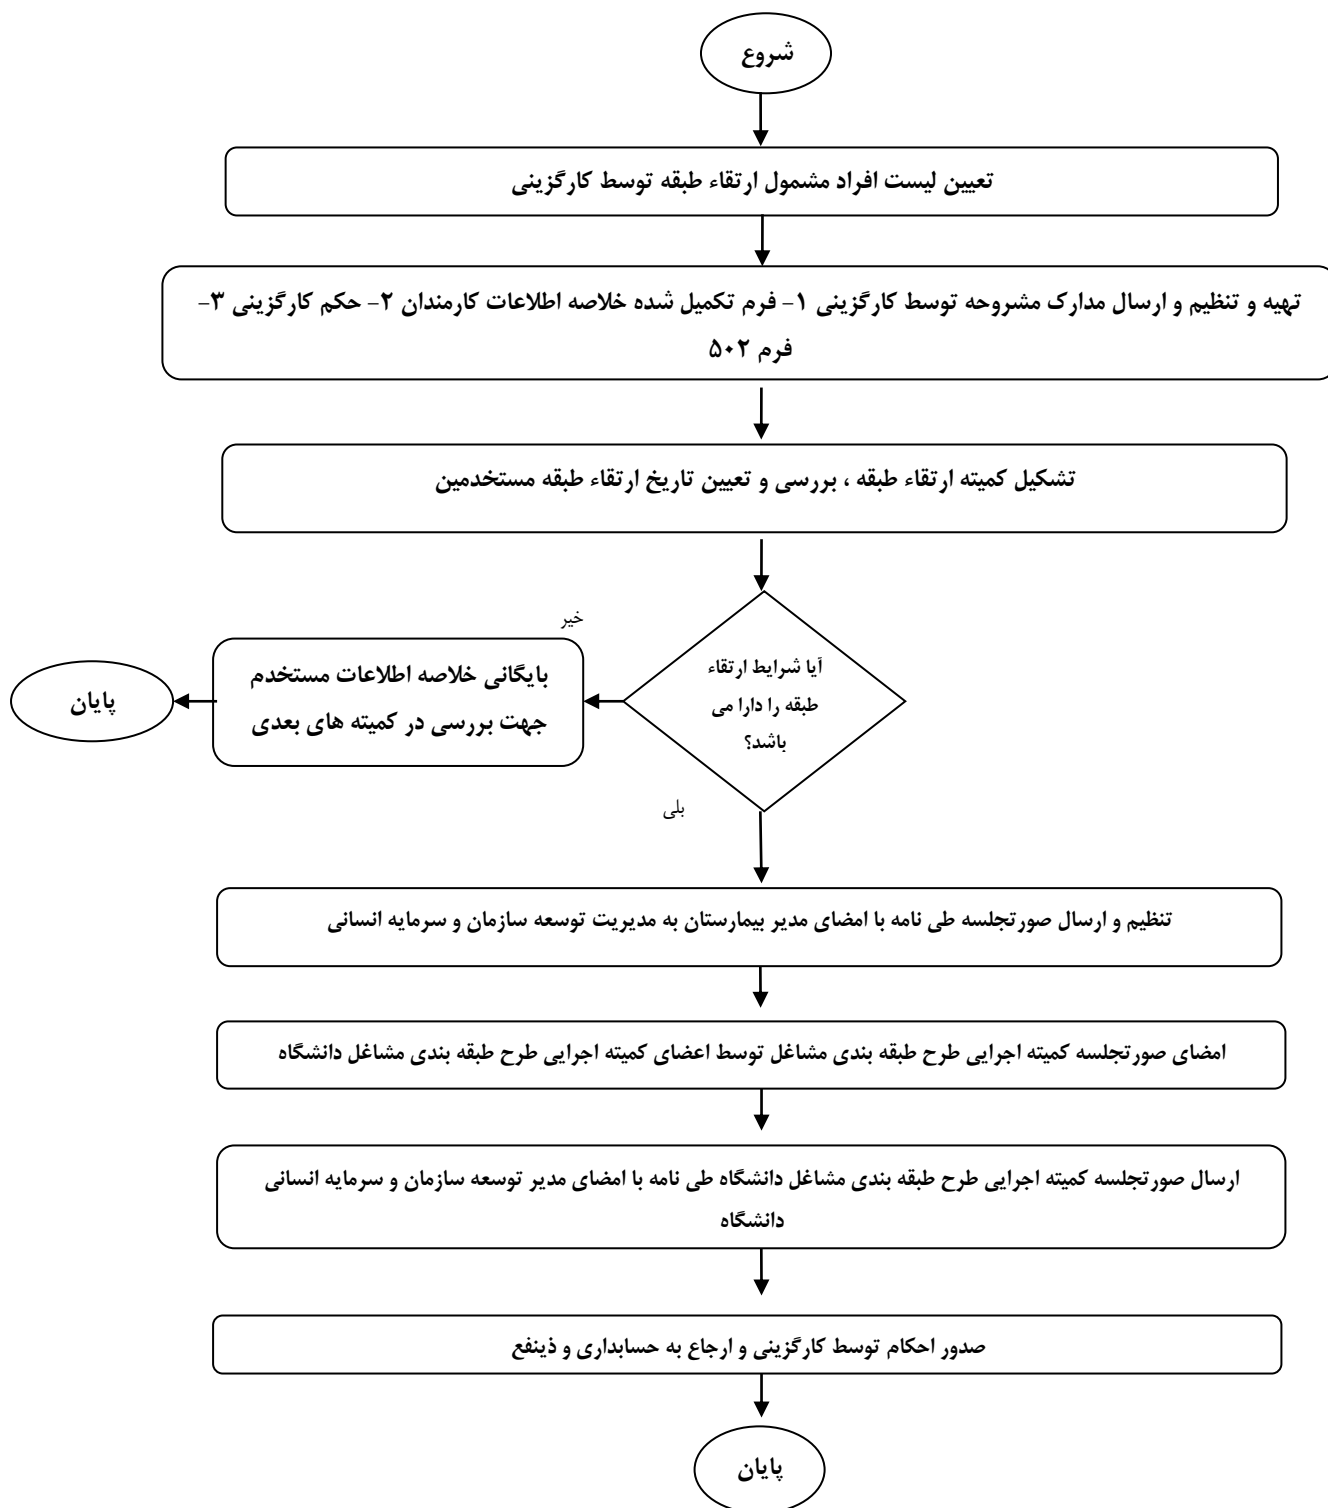 شروع
تعیین لیست افراد مشمول ارتقاء طبقه توسط کارگزینی
تهیه و تنظیم و ارسال مدارک مشروحه توسط کارگزینی ۱- فرم تکمیل شده خلاصه اطلاعات کارمندان ۲- حکم کارگزینی ۳-
فرم ۵۰۲
تشکیل کمیته ارتقاء طبقه ، بررسی و تعیین تاریخ ارتقاء طبقه مستخدمین
آیا شرایط ارتقاء
طبقه را دارا می
باشد؟
خیر
بایگانی خلاصه اطلاعات مستخدم
جهت بررسی در کمیته های بعدی
پایان
بلی
تنظیم و ارسال صورتجلسه طی نامه با امضای مدیر بیمارستان به مدیریت توسعه سازمان و سرمایه انسانی
امضای صورتجلسه کمیته اجرایی طرح طبقه بندی مشاغل توسط اعضای کمیته اجرایی طرح طبقه بندی مشاغل دانشگاه
ارسال صورتجلسه کمیته اجرایی طرح طبقه بندی مشاغل دانشگاه طی نامه با امضای مدیر توسعه سازمان و سرمایه انسانی
دانشگاه
صدور احکام توسط کارگزینی و ارجاع به حسابداری و ذینفع
پایان